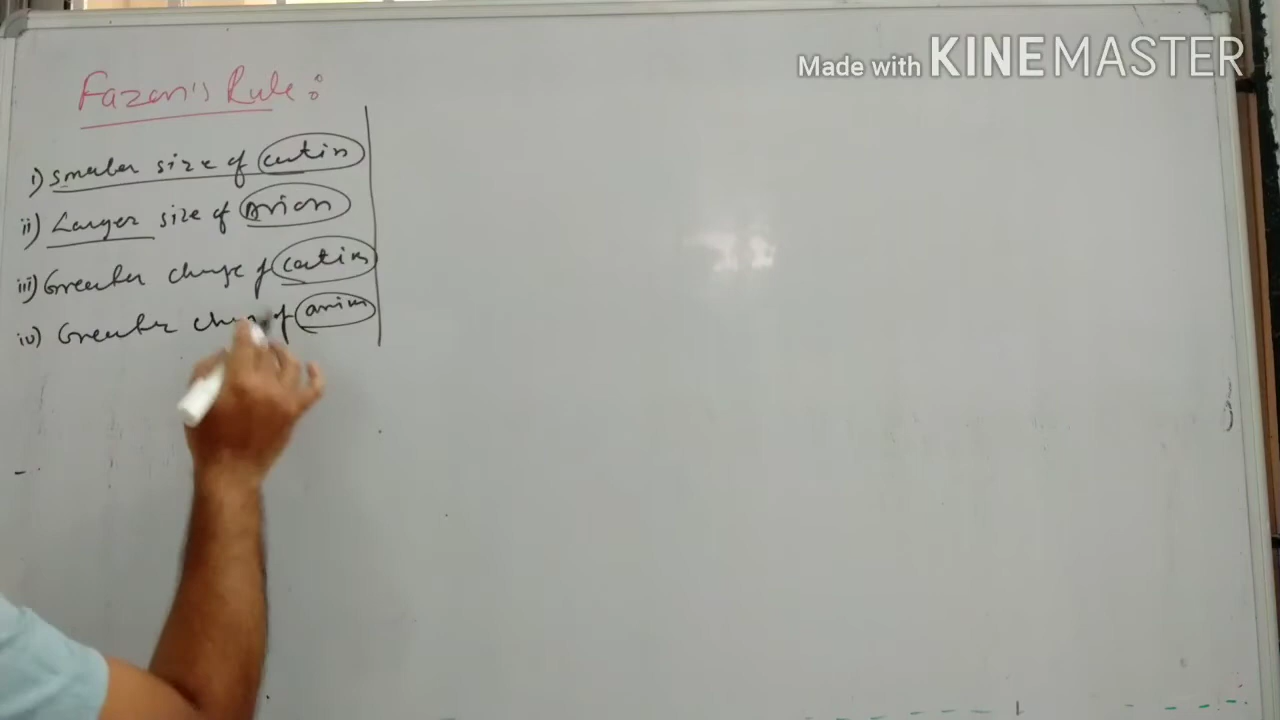 Made with KINEMASTER
Fazan's Rule:
i) Smaller size of cation
ii) Larger size of Anion
iii) Greater charge of cation
iv) Greater of anion